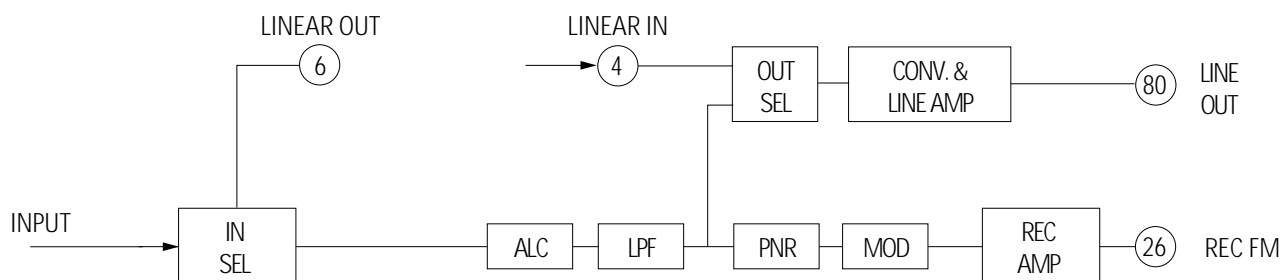 LINEAR OUT
6
LINEAR IN
4
OUT
SEL
CONV. &
LINE AMP
80
LINE
OUT
INPUT
IN
SEL
ALC
LPF
PNR
MOD
REC
AMP
26
REC FM